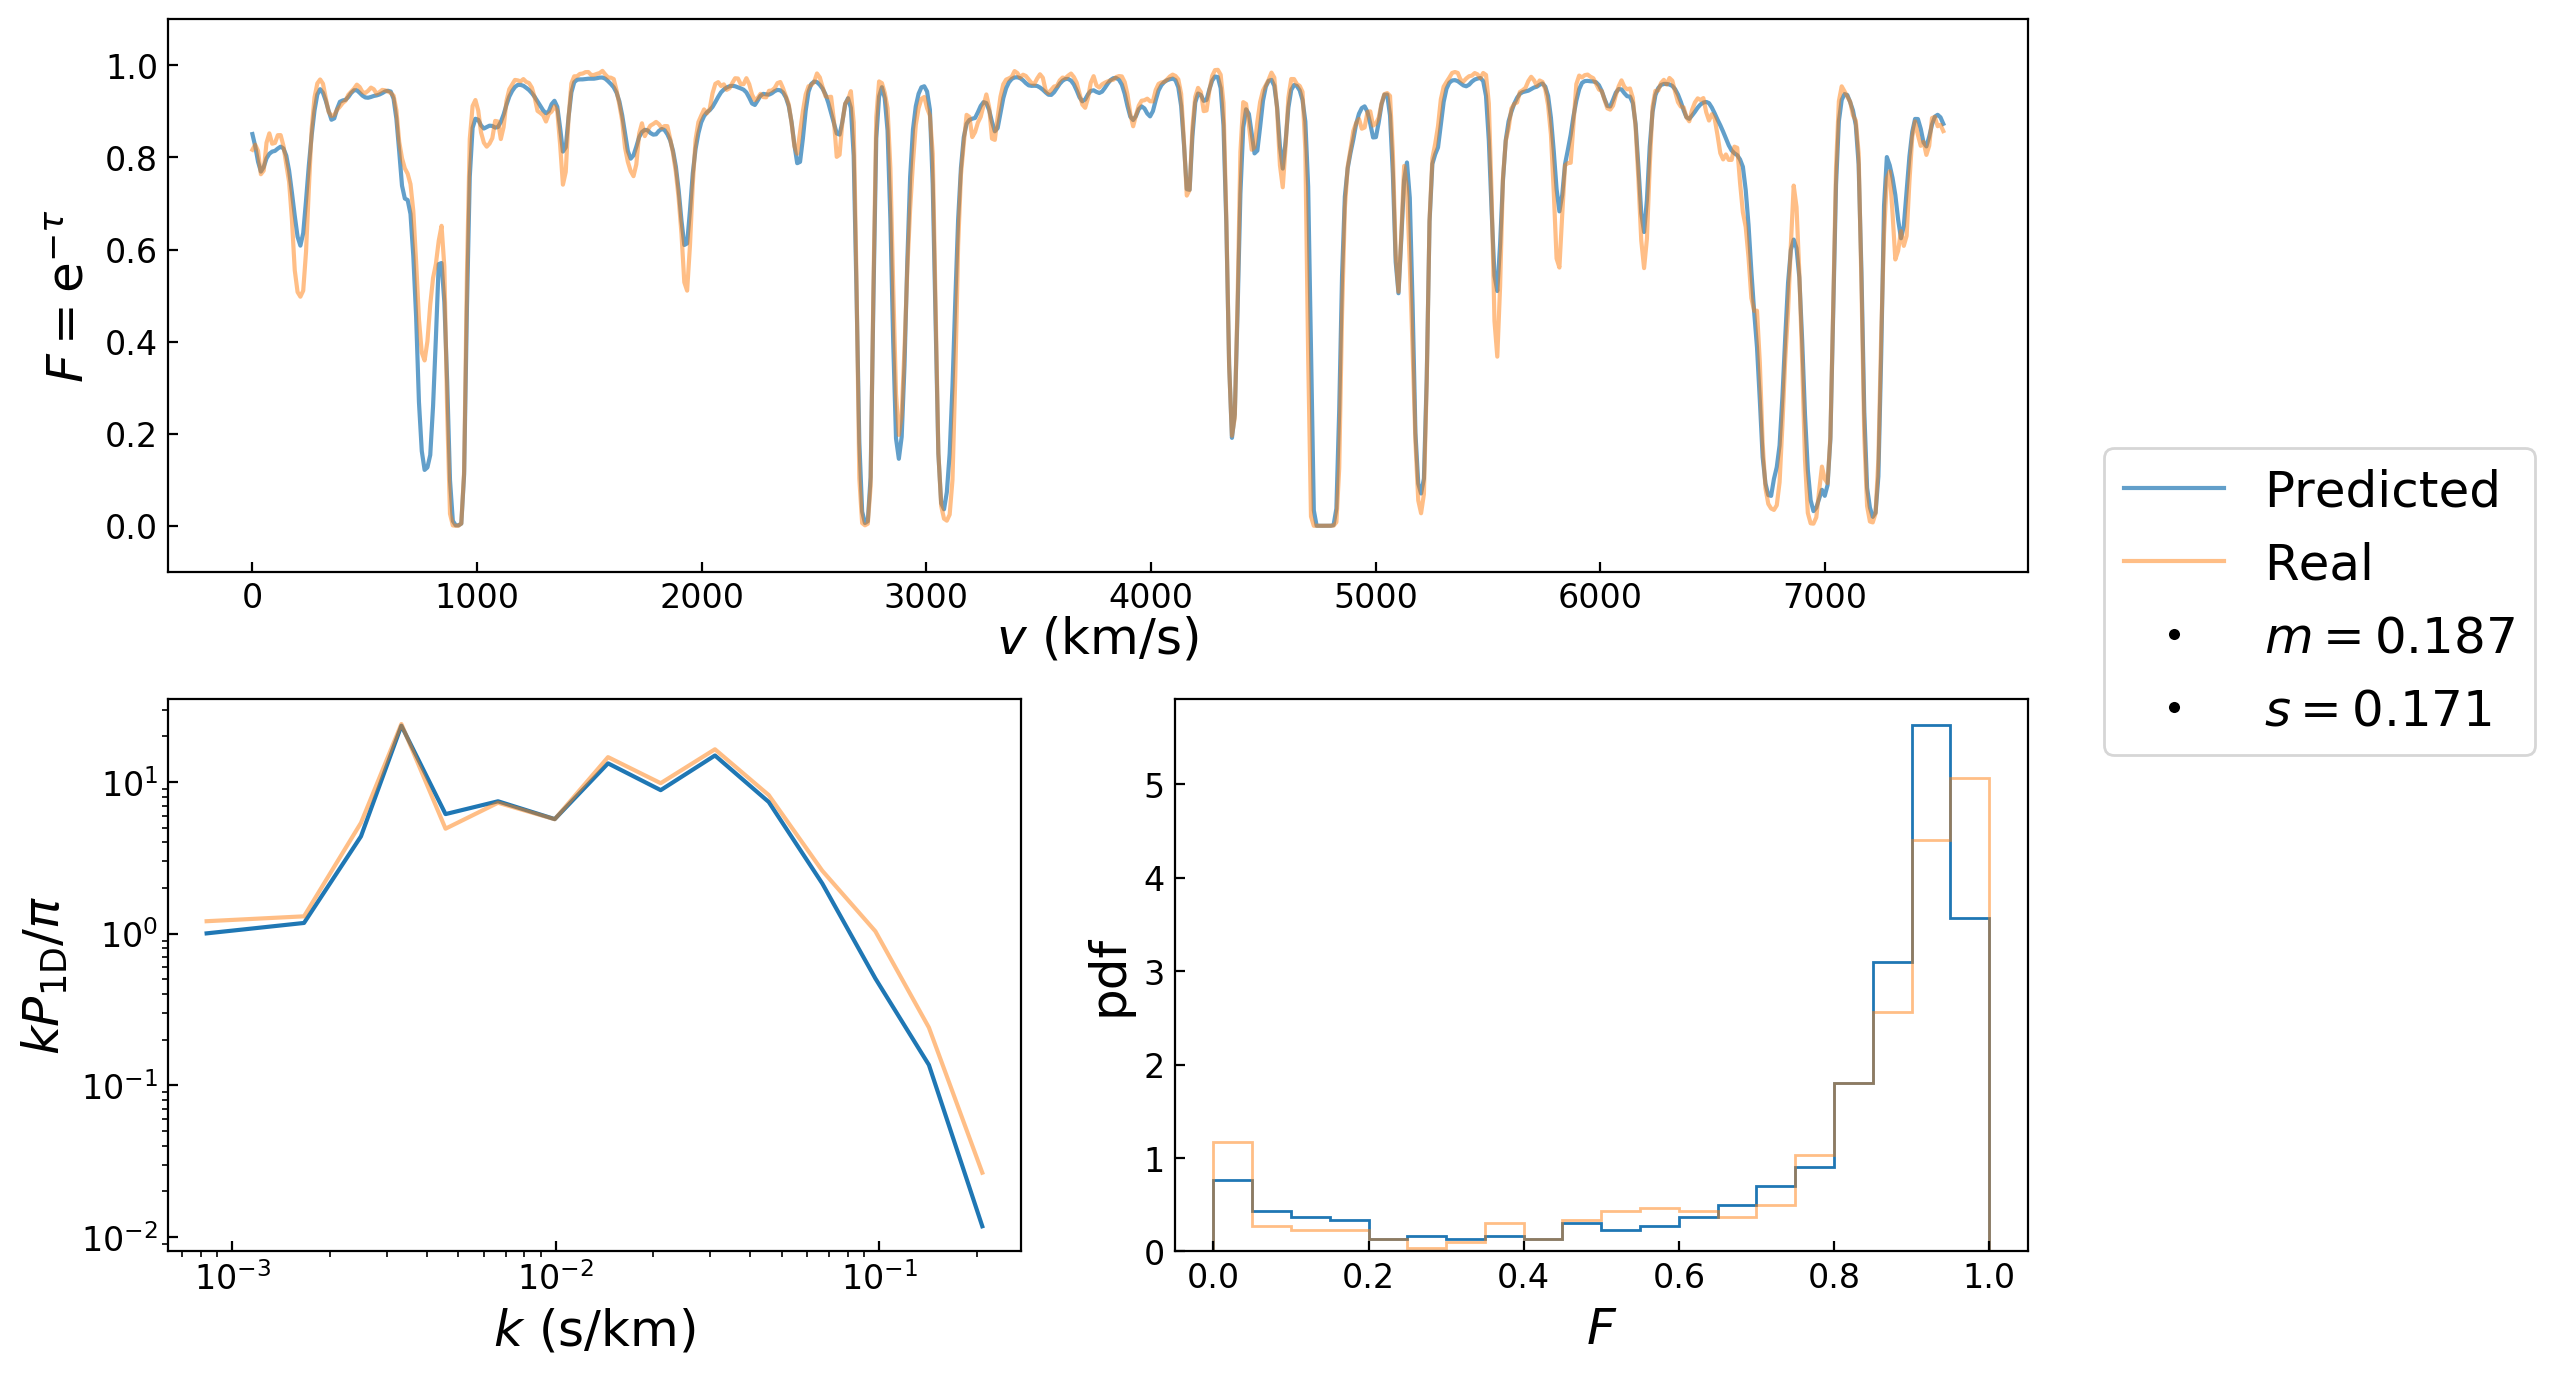 F = e^{−τ}
1.0
0.8
0.6
0.4
0.2
0.0
0 1000 2000 3000 4000 5000 6000 7000
v (km/s)
Predicted
Real
m = 0.187
s = 0.171
kP_{1D}/π
10^1
10^0
10^{−1}
10^{−2}
10^{−3} 10^{−2} 10^{−1}
k (s/km)
pdf
5
4
3
2
1
0
0.0 0.2 0.4 0.6 0.8 1.0
F